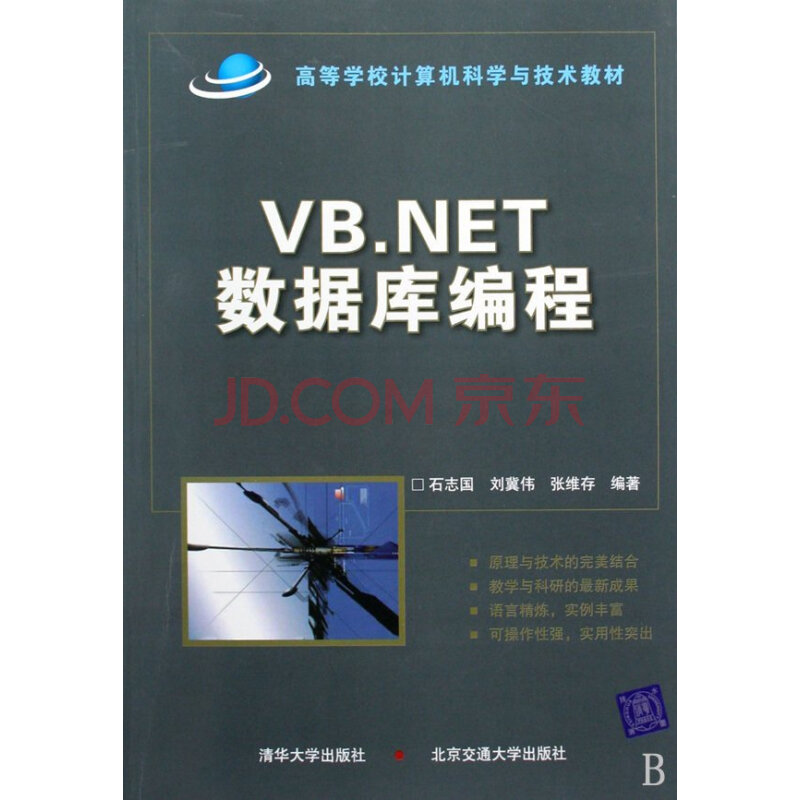 高等学校计算机科学与技术教材
VB.NET
数据库编程
JD.COM 京东
□ 石志国 刘冀伟 张维存 编著
■ 原理与技术的完美结合
■ 教学与科研的最新成果
■ 语言精炼，实例丰富
■ 可操作性强，实用性突出
清华大学出版社 ● 北京交通大学出版社
B